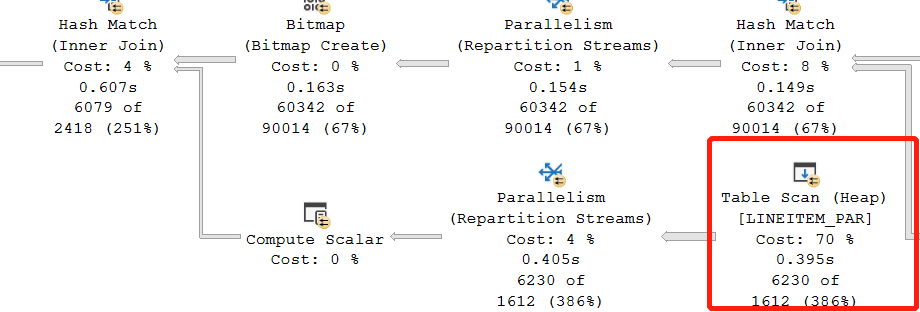 Hash Match
(Inner Join)
Cost: 4 %
0.607s
6079 of
2418 (251%)
Bitmap
(Bitmap Create)
Cost: 0 %
0.163s
60342 of
90014 (67%)
Parallelism
(Repartition Streams)
Cost: 1 %
0.154s
60342 of
90014 (67%)
Hash Match
(Inner Join)
Cost: 8 %
0.149s
60342 of
90014 (67%)
Compute Scalar
Cost: 0 %
Parallelism
(Repartition Streams)
Cost: 4 %
0.405s
6230 of
1612 (386%)
Table Scan (Heap)
[LINEITEM_PAR]
Cost: 70 %
0.395s
6230 of
1612 (386%)